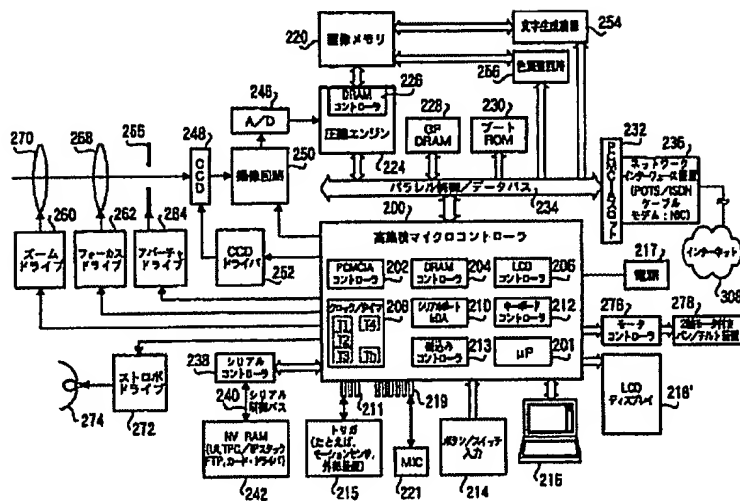 220
画像メモリ
文字生成機構
254
256
226
DRAM
コントローラ
246
A/D
圧縮エンジン
224
228
GP
DRAM
230
ブート
ROM
232
PCMCIAスロット
236
ネットワーク
インターフェース装置
(POTS/ISDN
ケーブル
モデム:NIC)
インターネット
308
270
268
266
248
CCD
250
撮像回路
パラレル制御/データバス
234
260
ズーム
ドライブ
262
フォーカス
ドライブ
264
アパーチャ
ドライブ
CCD
ドライバ
252
200
高集積マイクロコントローラ
PCMCIA
コントローラ
202
DRAM
コントローラ
204
LCD
コントローラ
206
クロック/タイマ
208
T1
T4
T2
T3
Tn
シリアルポート
IrDA
210
キーボード
コントローラ
212
割込み
コントローラ
213
μP
201
217
電源
276
モータ
コントローラ
278
2軸モータ付き
パン/チルト装置
ストロボ
ドライブ
272
274
238
シリアル
コントローラ
240
シリアル
制御バス
NV RAM
(ULTPC/IPスタック
FTP,カード・ドライバ)
242
211
219
トリガ
(たとえば、
モーションセンサ,
外部装置)
215
MIC
221
ボタン/スイッチ
入力
214
216
LCD
ディスプレイ
216'